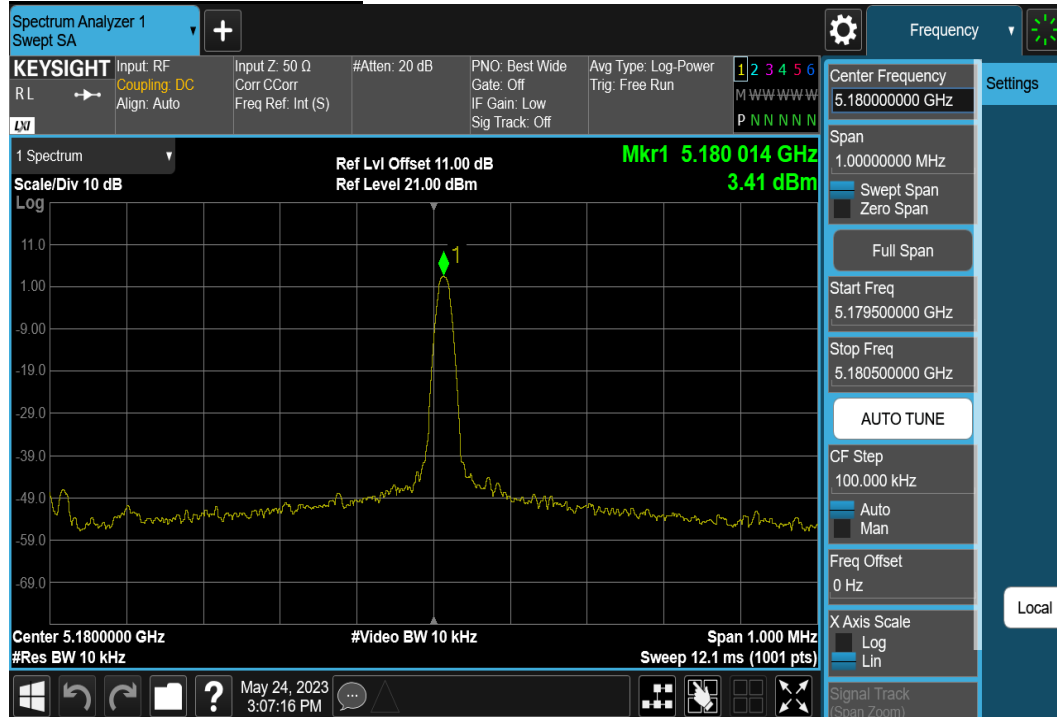 Spectrum Analyzer 1
Swept SA
+
Frequency
KEYSIGHT
RL
LXI
Input: RF
Coupling: DC
Align: Auto
Input Z: 50 Ω
Corr CCorr
Freq Ref: Int (S)
#Atten: 20 dB
PNO: Best Wide
Gate: Off
IF Gain: Low
Sig Track: Off
Avg Type: Log-Power
Trig: Free Run
1 2 3 4 5 6
M W W W W W
P N N N N N
1 Spectrum
Scale/Div 10 dB
Log
Ref Lvl Offset 11.00 dB
Ref Level 21.00 dBm
Mkr1 5.180 014 GHz
3.41 dBm
1
11.0
1.00
-9.00
-19.0
-29.0
-39.0
-49.0
-59.0
-69.0
Center 5.1800000 GHz
#Res BW 10 kHz
#Video BW 10 kHz
Span 1.000 MHz
Sweep 12.1 ms (1001 pts)
Center Frequency
5.180000000 GHz
Span
1.00000000 MHz
Swept Span
Zero Span
Full Span
Start Freq
5.179500000 GHz
Stop Freq
5.180500000 GHz
AUTO TUNE
CF Step
100.000 kHz
Auto
Man
Freq Offset
0 Hz
X Axis Scale
Log
Lin
Signal Track
(Span Zoom)
Settings
Local
?
May 24, 2023
3:07:16 PM